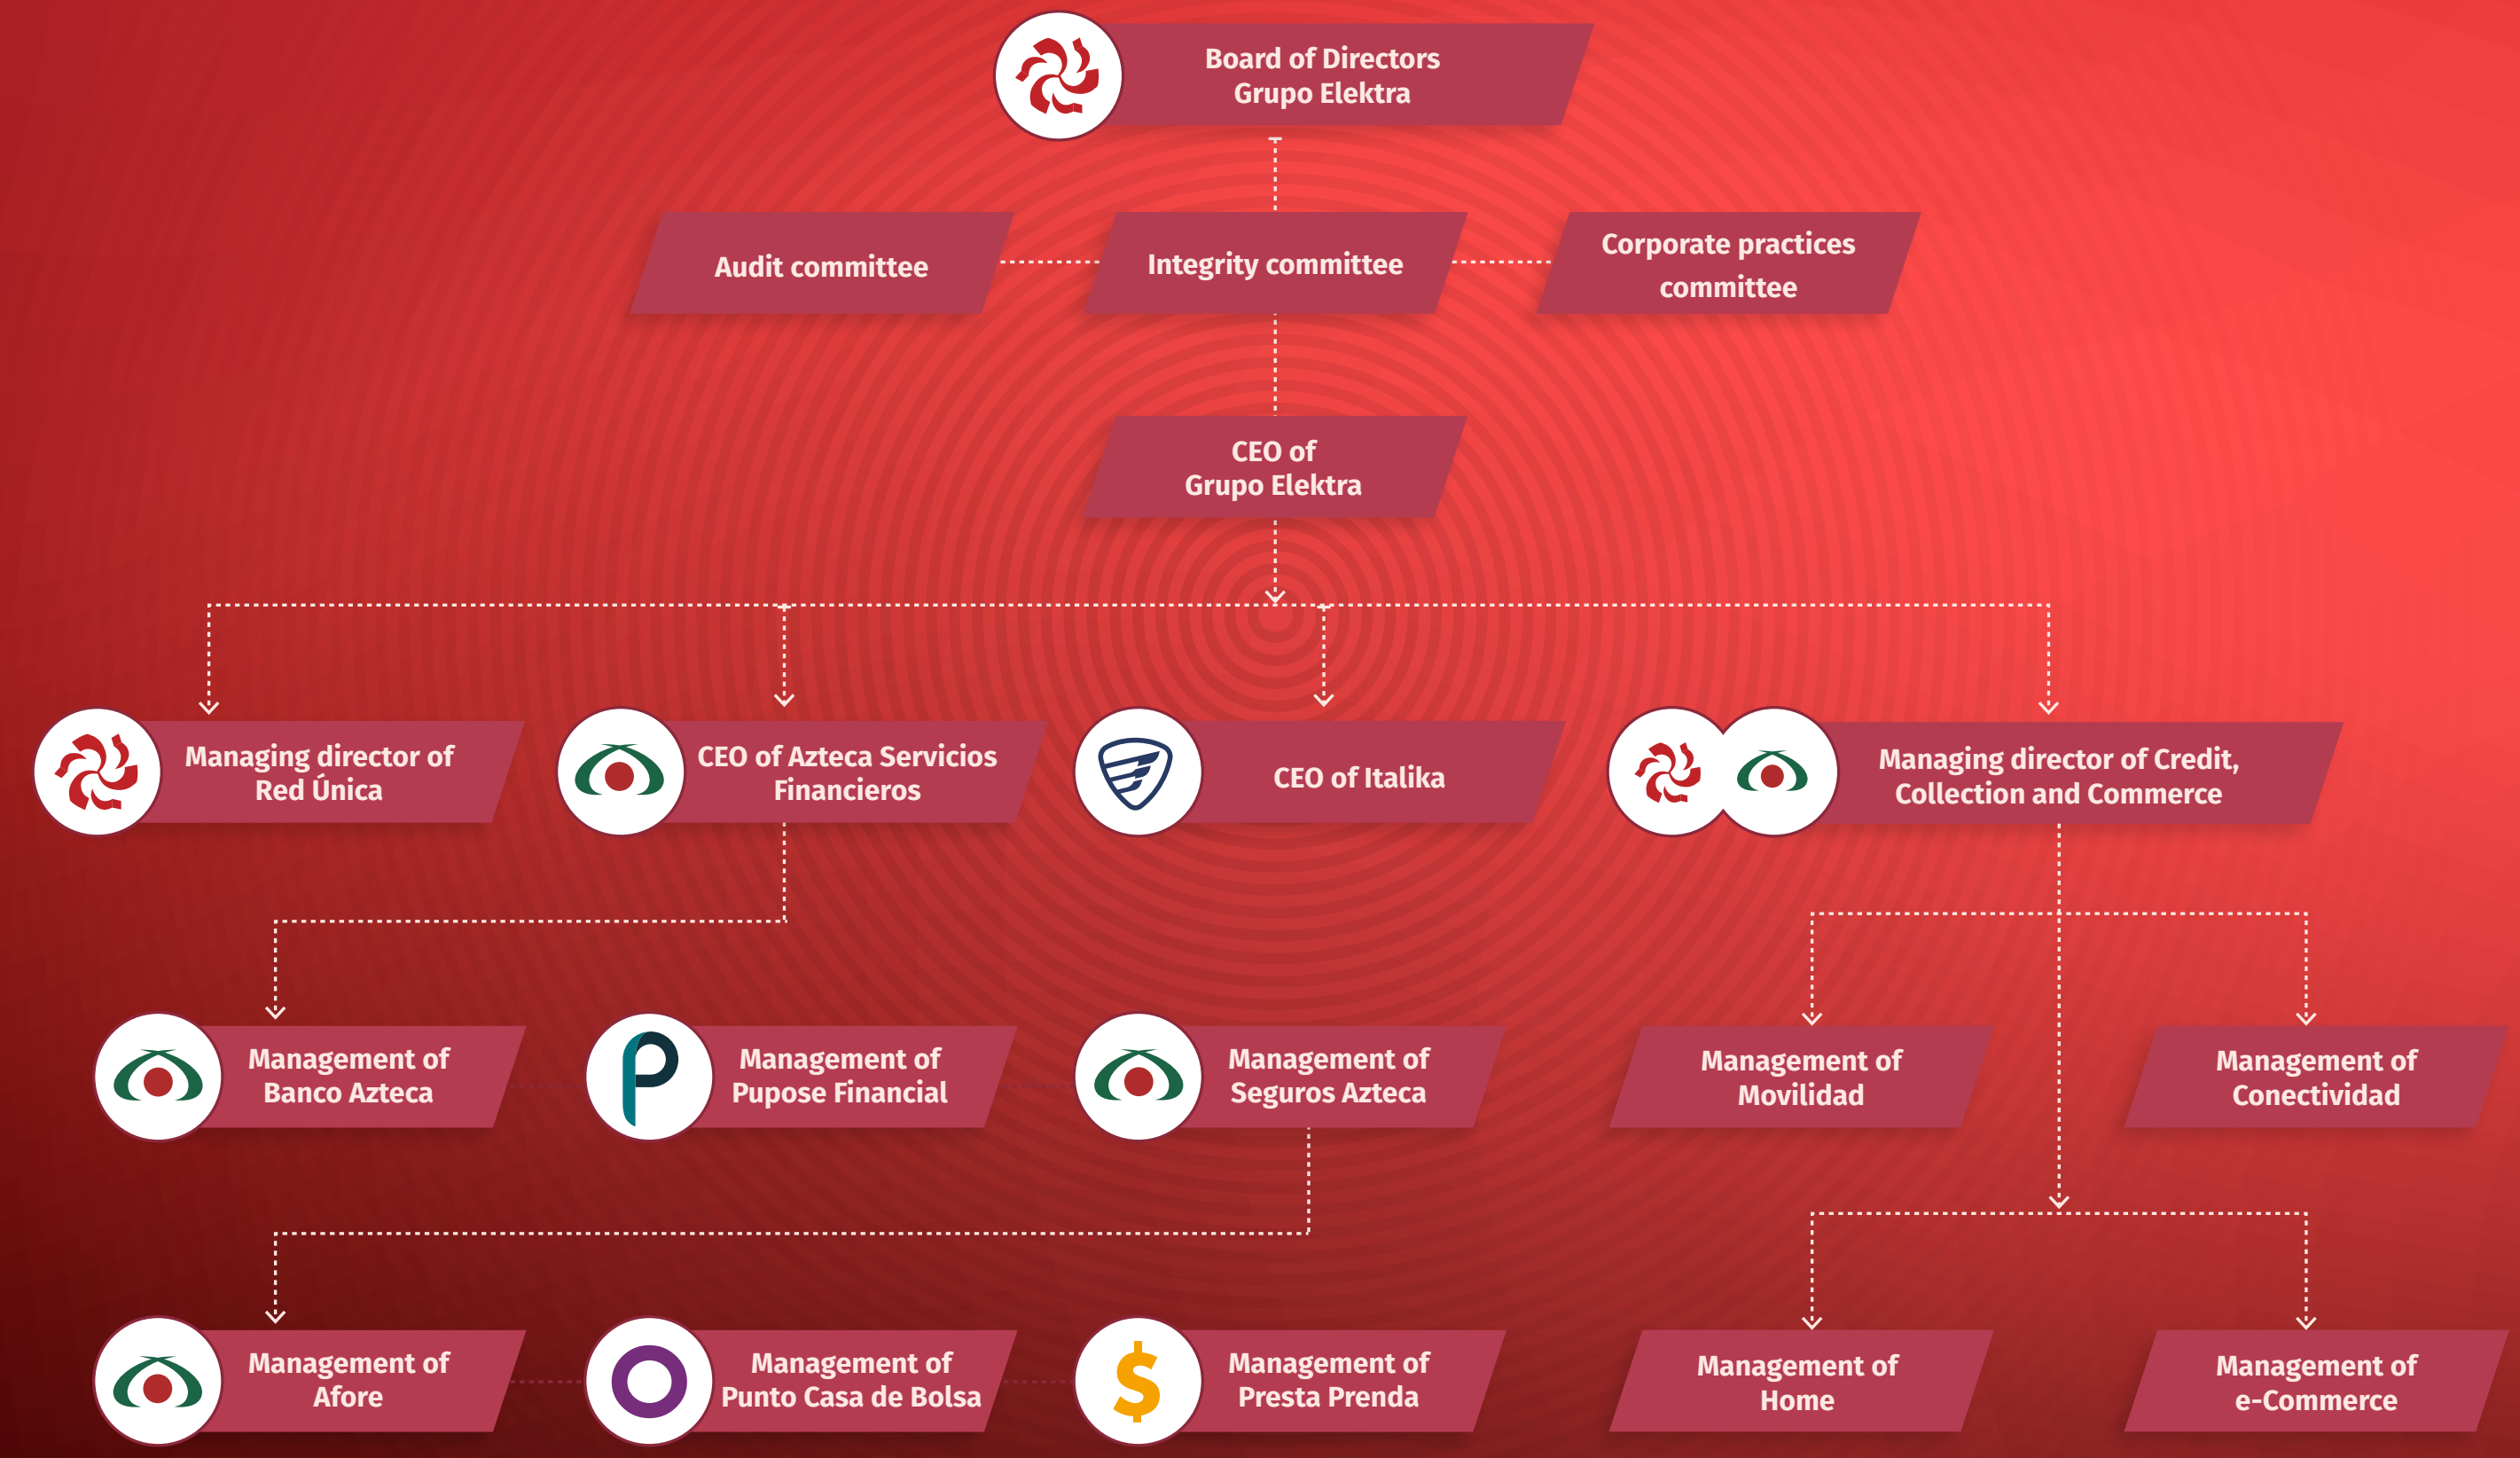 Board of Directors
Grupo Elektra
Audit committee
Integrity committee
Corporate practices
committee
CEO of
Grupo Elektra
Managing director of
Red Única
CEO of Azteca Servicios
Financieros
CEO of Italika
Managing director of Credit,
Collection and Commerce
Management of
Banco Azteca
Management of
Pupose Financial
Management of
Seguros Azteca
Management of
Movilidad
Management of
Conectividad
Management of
Afore
Management of
Punto Casa de Bolsa
Management of
Presta Prenda
Management of
Home
Management of
e-Commerce